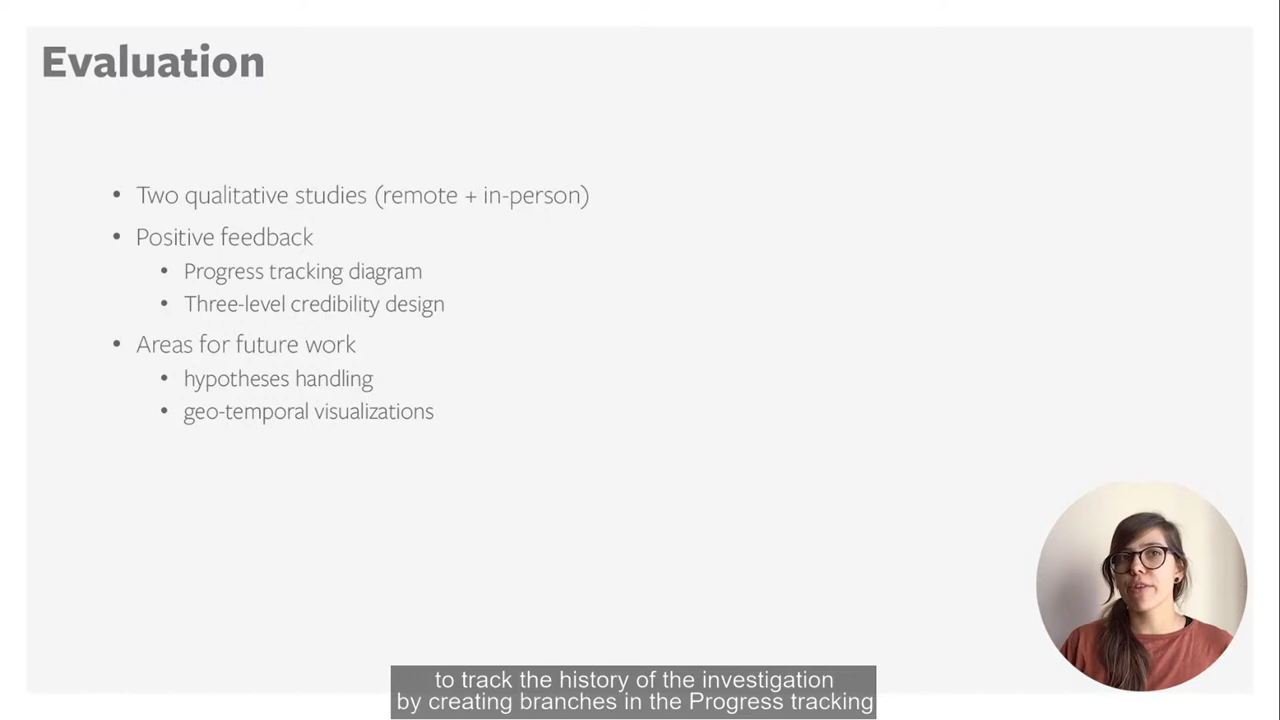 Evaluation
• Two qualitative studies (remote + in-person)
• Positive feedback
• Progress tracking diagram
• Three-level credibility design
• Areas for future work
• hypotheses handling
• geo-temporal visualizations
to track the history of the investigation
by creating branches in the Progress tracking